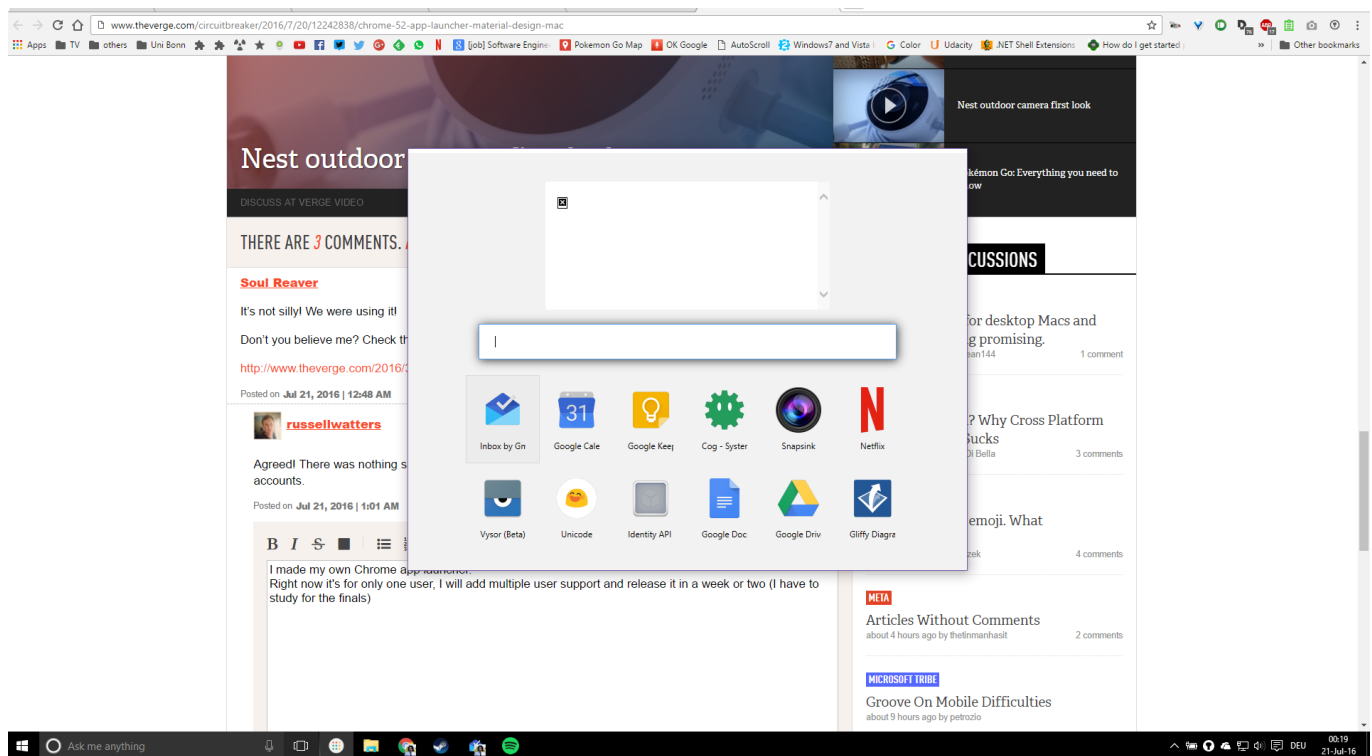 www.theverge.com/circuitbreaker/2016/7/20/12242838/chrome-52-app-launcher-material-design-mac
Apps TV others Uni Bonn [job] Software Engine Pokemon Go Map OK Google AutoScroll Windows7 and Vista G Color Udacity .NET Shell Extensions How do I get started » Other bookmarks
Nest outdoor camera first look
Nest outdoor
kémon Go: Everything you need to
ow
DISCUSS AT VERGE VIDEO
THERE ARE 3 COMMENTS.
CUSSIONS
Soul Reaver
It's not silly! We were using it!
Don't you believe me? Check th
http://www.theverge.com/2016/
Posted on Jul 21, 2016 | 12:48 AM
russellwatters
Agreed! There was nothing s
accounts.
Posted on Jul 21, 2016 | 1:01 AM
B I S
I made my own Chrome app launcher.
Right now it's for only one user, I will add multiple user support and release it in a week or two (I have to
study for the finals)
31
Inbox by Gm Google Cale Google Keep Cog - Syster Snapsink Netflix
Vysor (Beta) Unicode Identity API Google Doc Google Driv Gliffy Diagra
for desktop Macs and
g promising.
ean144 1 comment
? Why Cross Platform
Sucks
Di Bella 3 comments
emoji. What
zek 4 comments
META
Articles Without Comments
about 4 hours ago by thetinmanhasit 2 comments
MICROSOFT TRIBE
Groove On Mobile Difficulties
about 9 hours ago by petrozio
Ask me anything
DEU
00:19
21-Jul-16